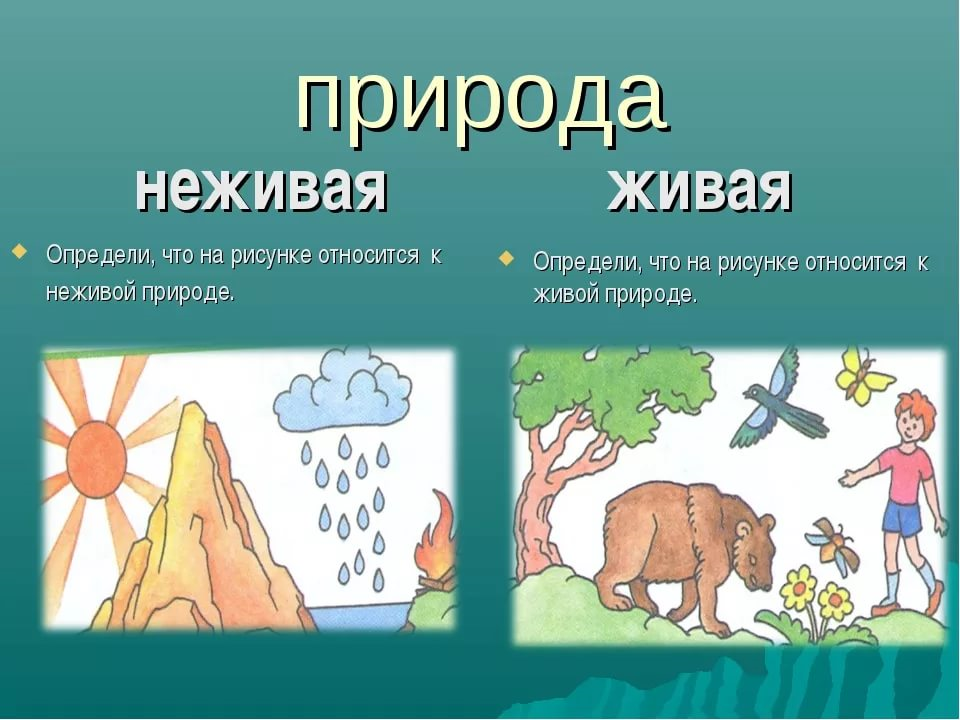 природа
неживая
Определи, что на рисунке относится к
неживой природе.
живая
Определи, что на рисунке относится к
живой природе.